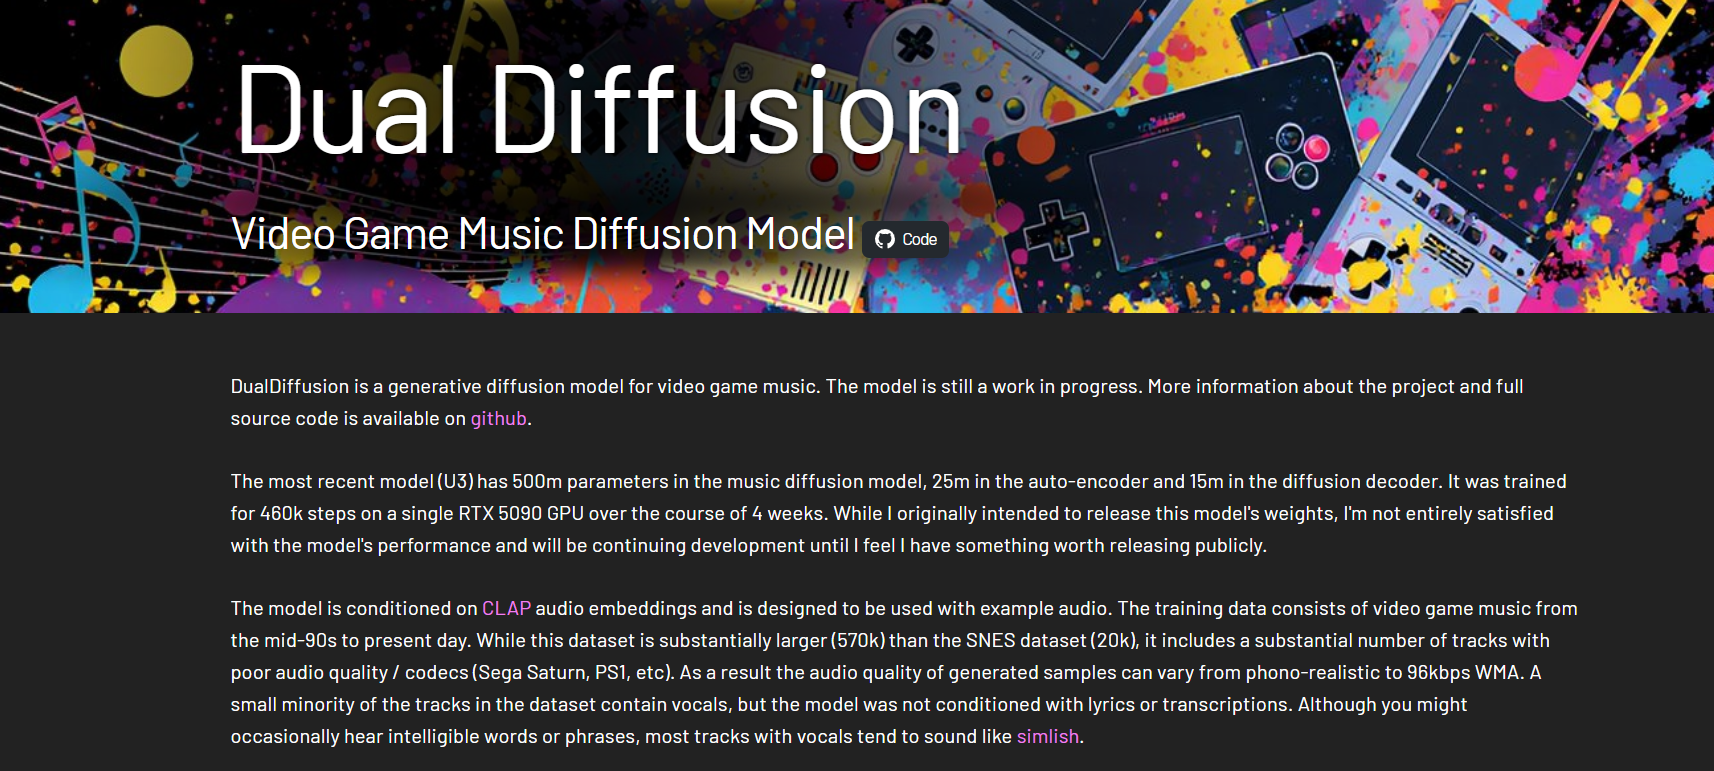 Dual Diffusion
Video Game Music Diffusion Model
Code
DualDiffusion is a generative diffusion model for video game music. The model is still a work in progress. More information about the project and full
source code is available on github.
The most recent model (U3) has 500m parameters in the music diffusion model, 25m in the auto-encoder and 15m in the diffusion decoder. It was trained
for 460k steps on a single RTX 5090 GPU over the course of 4 weeks. While I originally intended to release this model's weights, I'm not entirely satisfied
with the model's performance and will be continuing development until I feel I have something worth releasing publicly.
The model is conditioned on CLAP audio embeddings and is designed to be used with example audio. The training data consists of video game music from
the mid-90s to present day. While this dataset is substantially larger (570k) than the SNES dataset (20k), it includes a substantial number of tracks with
poor audio quality / codecs (Sega Saturn, PS1, etc). As a result the audio quality of generated samples can vary from phono-realistic to 96kbps WMA. A
small minority of the tracks in the dataset contain vocals, but the model was not conditioned with lyrics or transcriptions. Although you might
occasionally hear intelligible words or phrases, most tracks with vocals tend to sound like simlish.